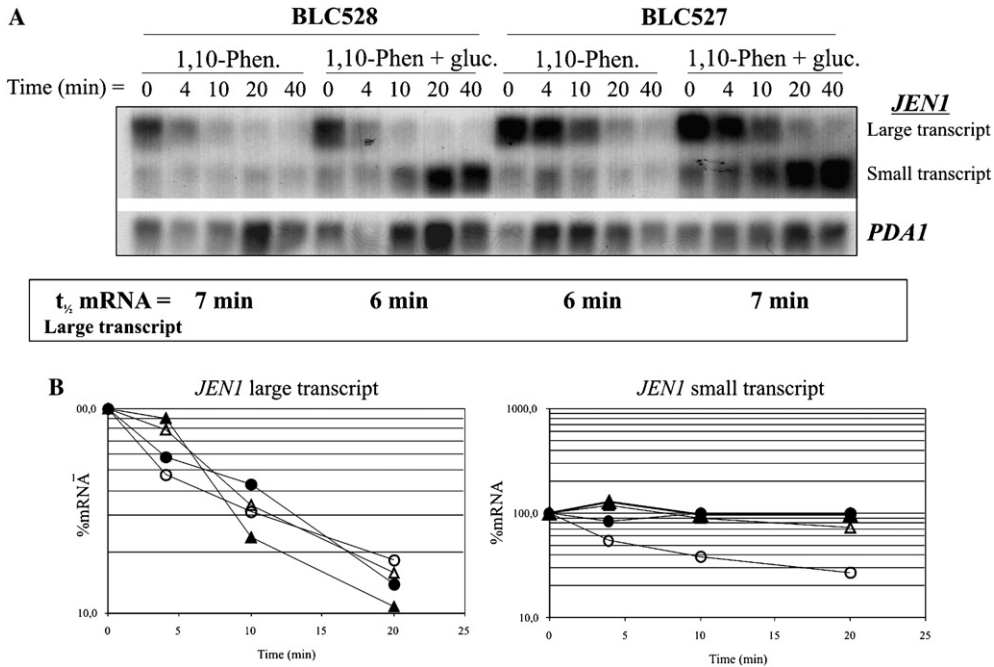 A
BLC528 BLC527
1,10-Phen. 1,10-Phen + gluc. 1,10-Phen. 1,10-Phen + gluc.
Time (min) = 0 4 10 20 40 0 4 10 20 40 0 4 10 20 40 0 4 10 20 40
JEN1
Large transcript
Small transcript
PDA1
t½ mRNA = 7 min 6 min 6 min 7 min
Large transcript
B
JEN1 large transcript
00,0
%mRNA
10,0
0 5 10 15 20 25
Time (min)
JEN1 small transcript
1000,0
100,0
%mRNA
10,0
0 5 10 15 20 25
Time (min)